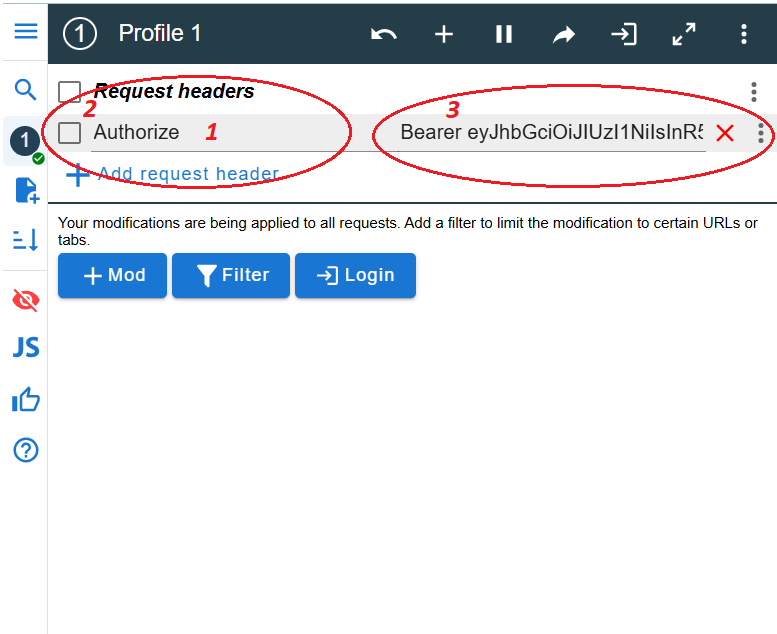 1 Profile 1
Request headers
2
3
1 Authorize 1 Bearer eyJhbGciOiJIUzI1NiIsInR5
Add request header
Your modifications are being applied to all requests. Add a filter to limit the modification to certain URLs or
tabs.
Mod Filter Login
JS